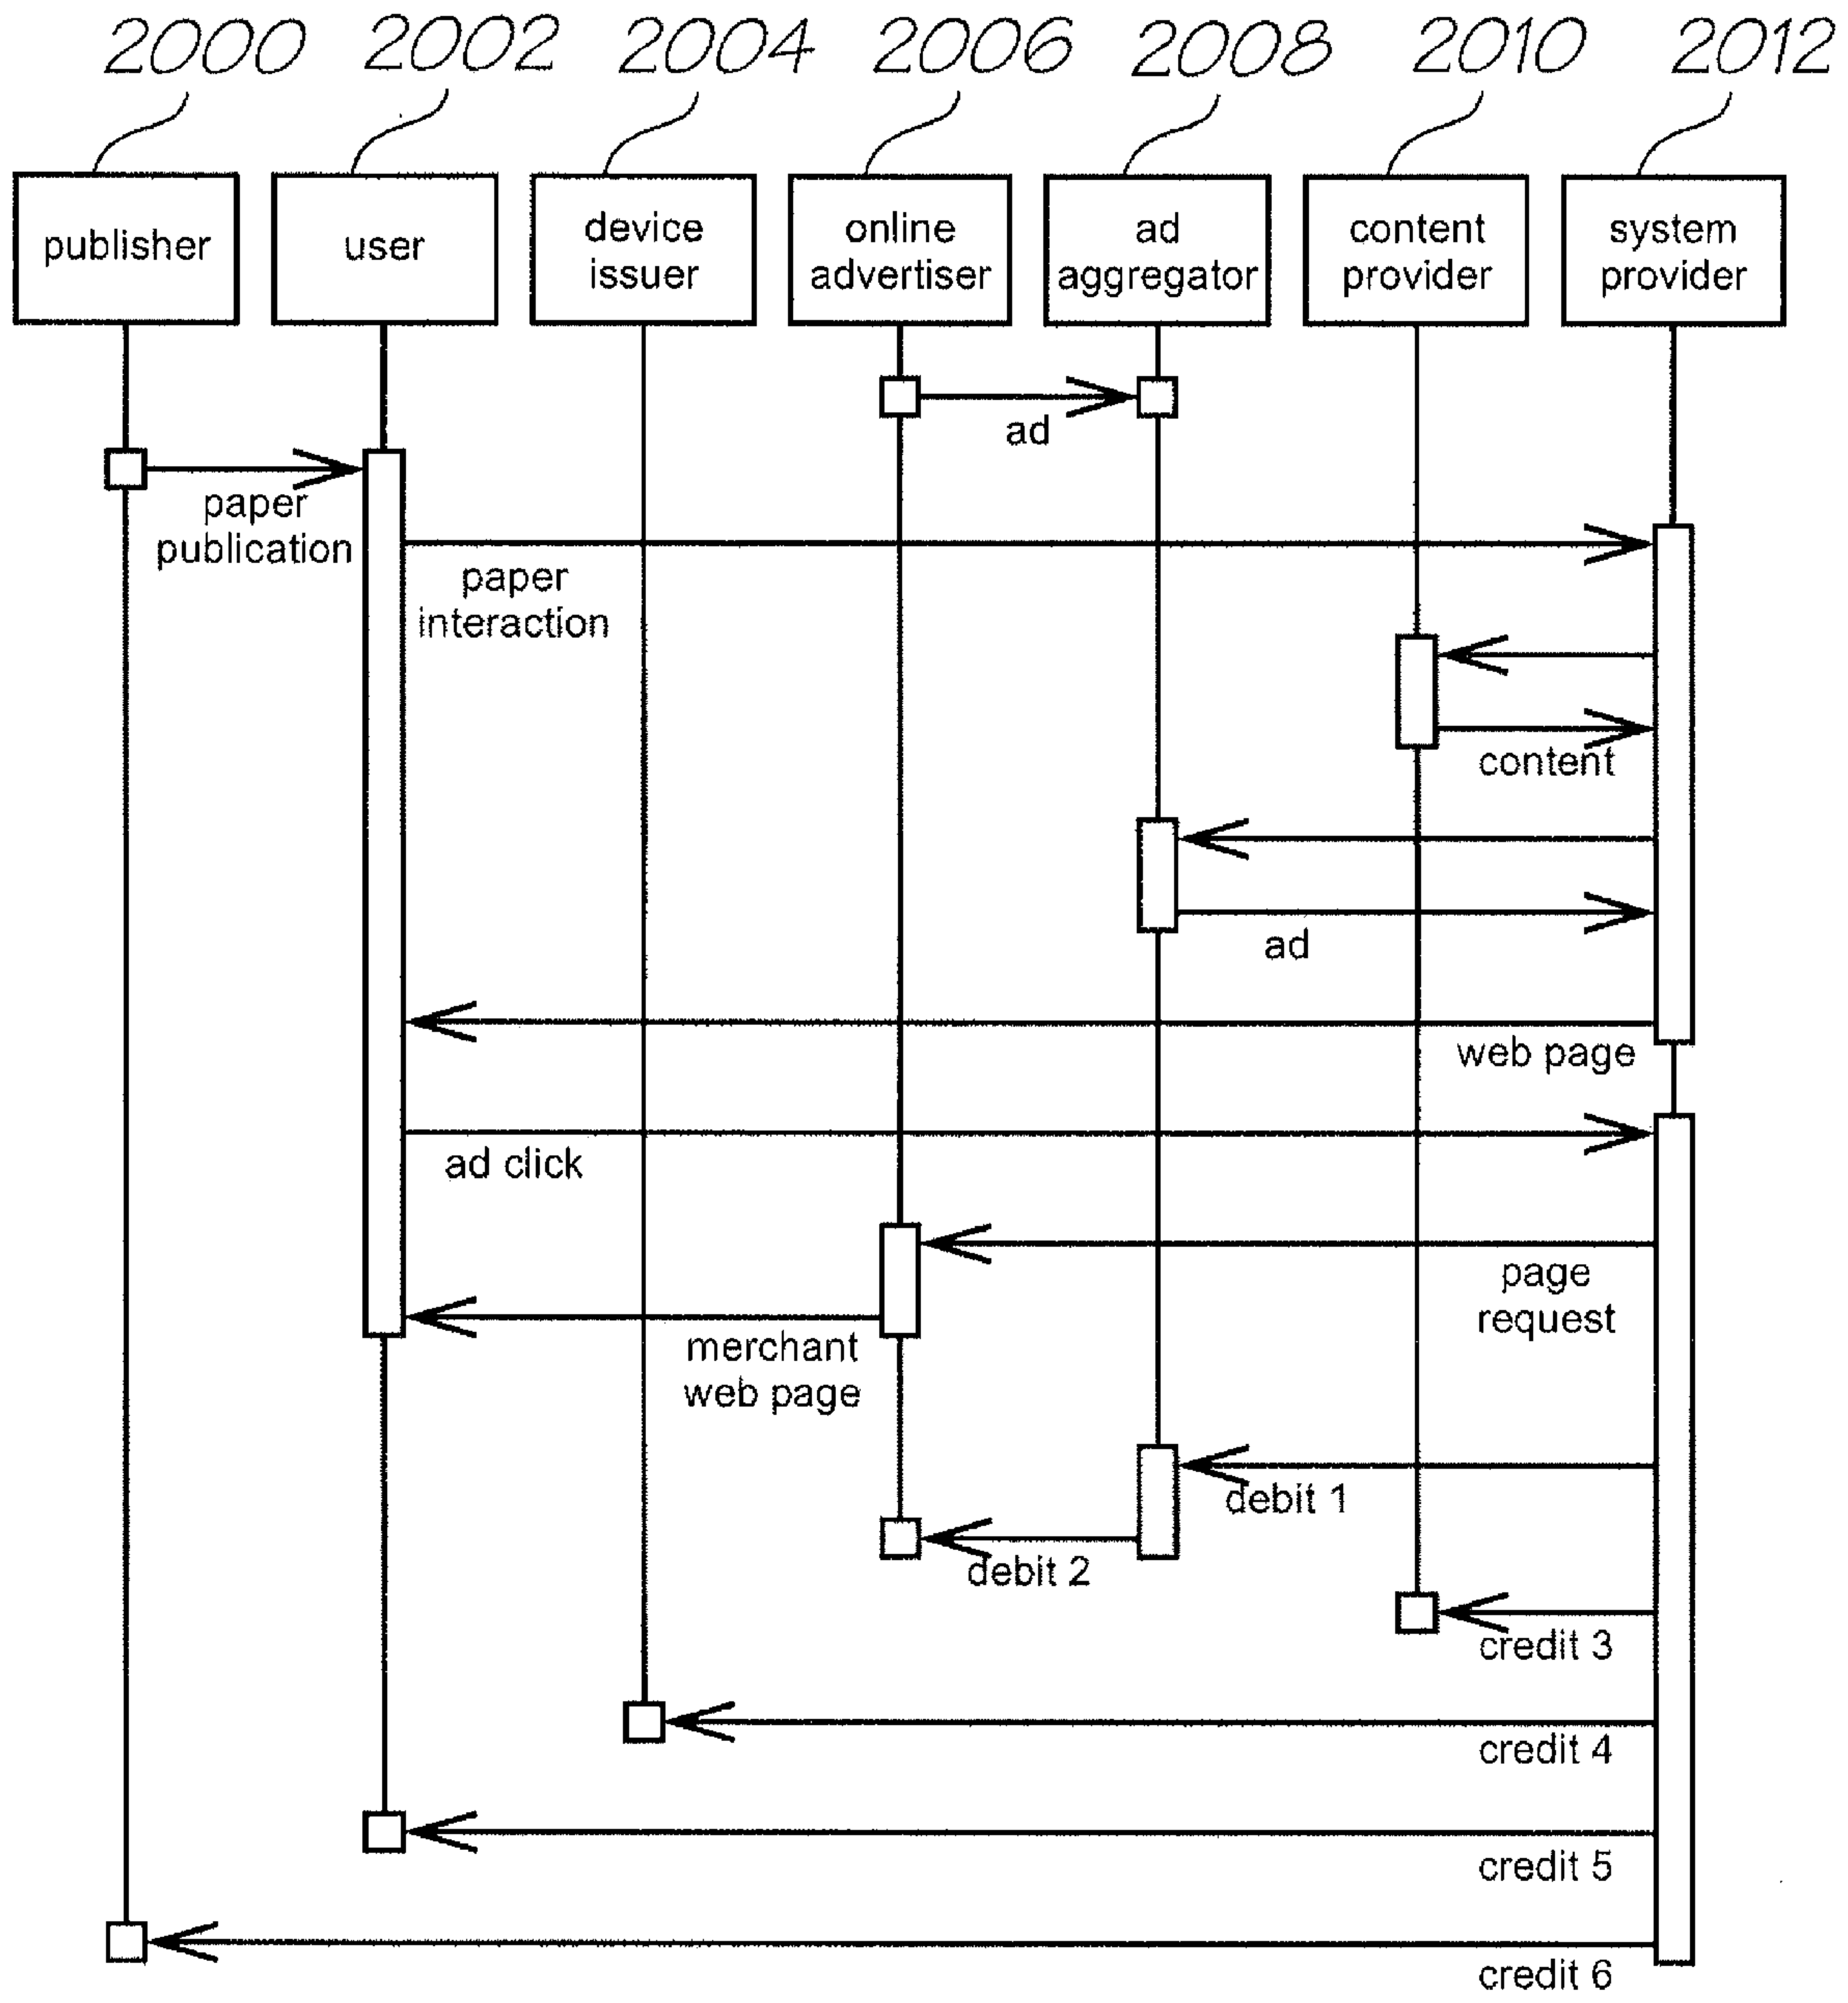 2000 2002 2004 2006 2008 2010 2012
publisher
user
device
issuer
online
advertiser
ad
aggregator
content
provider
system
provider
ad
paper
publication
paper
interaction
content
ad
web page
ad click
page
request
merchant
web page
debit 1
debit 2
credit 3
credit 4
credit 5
credit 6